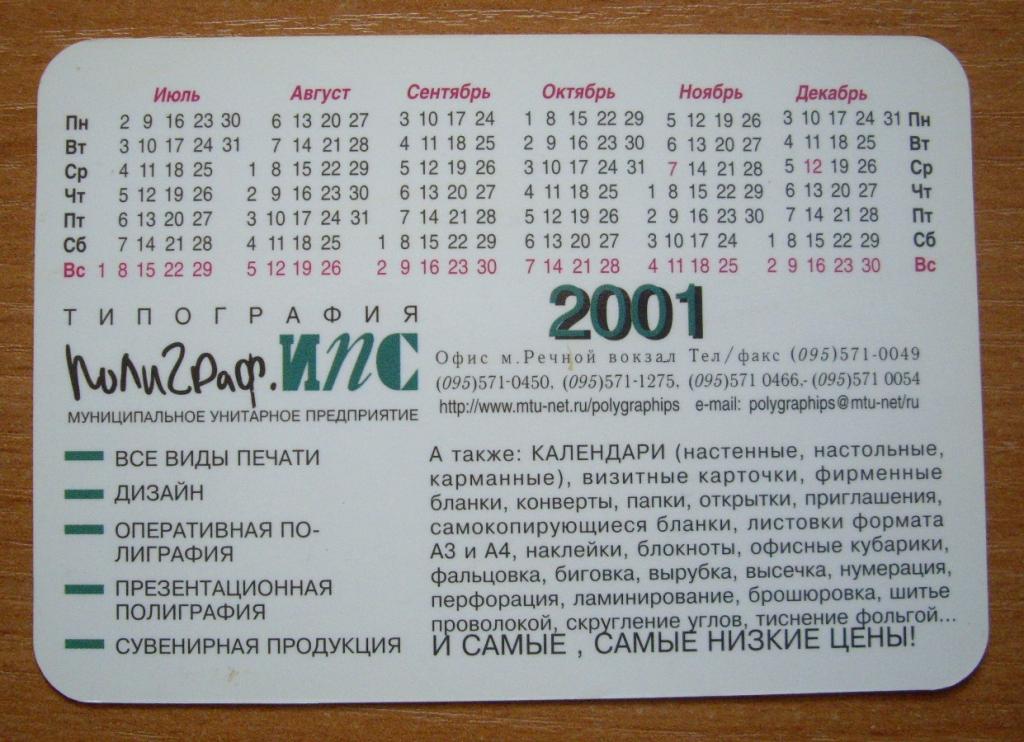 Июль Август Сентябрь Октябрь Ноябрь Декабрь
Пн 2 9 16 23 30 6 13 20 27 3 10 17 24 1 8 15 22 29 5 12 19 26 3 10 17 24 31 Пн
Вт 3 10 17 24 31 7 14 21 28 4 11 18 25 2 9 16 23 30 6 13 20 27 4 11 18 25 Вт
Ср 4 11 18 25 1 8 15 22 29 5 12 19 26 3 10 17 24 31 7 14 21 28 5 12 19 26 Ср
Чт 5 12 19 26 2 9 16 23 30 6 13 20 27 4 11 18 25 1 8 15 22 29 6 13 20 27 Чт
Пт 6 13 20 27 3 10 17 24 31 7 14 21 28 5 12 19 26 2 9 16 23 30 7 14 21 28 Пт
Сб 7 14 21 28 4 11 18 25 1 8 15 22 29 6 13 20 27 3 10 17 24 1 8 15 22 29 Сб
Вс 1 8 15 22 29 5 12 19 26 2 9 16 23 30 7 14 21 28 4 11 18 25 2 9 16 23 30 Вс
ТИПОГРАФИЯ
ПОЛИГРАФ.ИПС
МУНИЦИПАЛЬНОЕ УНИТАРНОЕ ПРЕДПРИЯТИЕ
2001
Офис м.Речной вокзал Тел/факс (095)571-0049
(095)571-0450, (095)571-1275, (095)571 0466,-(095)571 0054
http://www.mtu-net.ru/polygraphips e-mail: polygraphips@mtu-net/ru
ВСЕ ВИДЫ ПЕЧАТИ
ДИЗАЙН
ОПЕРАТИВНАЯ ПО-
ЛИГРАФИЯ
ПРЕЗЕНТАЦИОННАЯ
ПОЛИГРАФИЯ
СУВЕНИРНАЯ ПРОДУКЦИЯ
А также: КАЛЕНДАРИ (настенные, настольные,
карманные), визитные карточки, фирменные
бланки, конверты, папки, открытки, приглашения,
самокопирующиеся бланки, листовки формата
А3 и А4, наклейки, блокноты, офисные кубарики,
фальцовка, биговка, вырубка, высечка, нумерация,
перфорация, ламинирование, брошюровка, шитье
проволокой, скругление углов, тиснение фольгой...
И САМЫЕ , САМЫЕ НИЗКИЕ ЦЕНЫ!